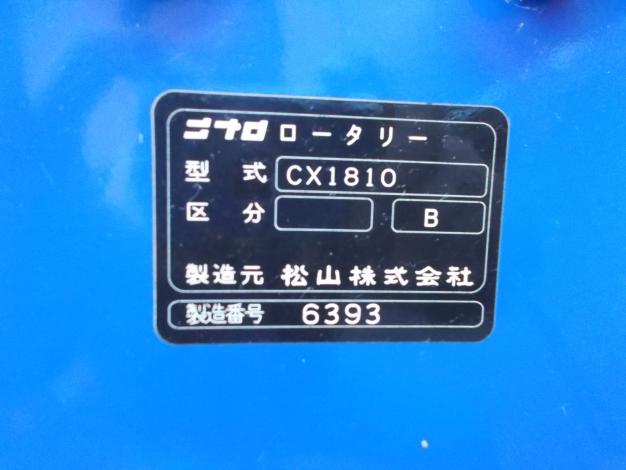 ニプロ ロータリー
型式 CX1810
区分 B
製造元 松山株式会社
製造番号 6393